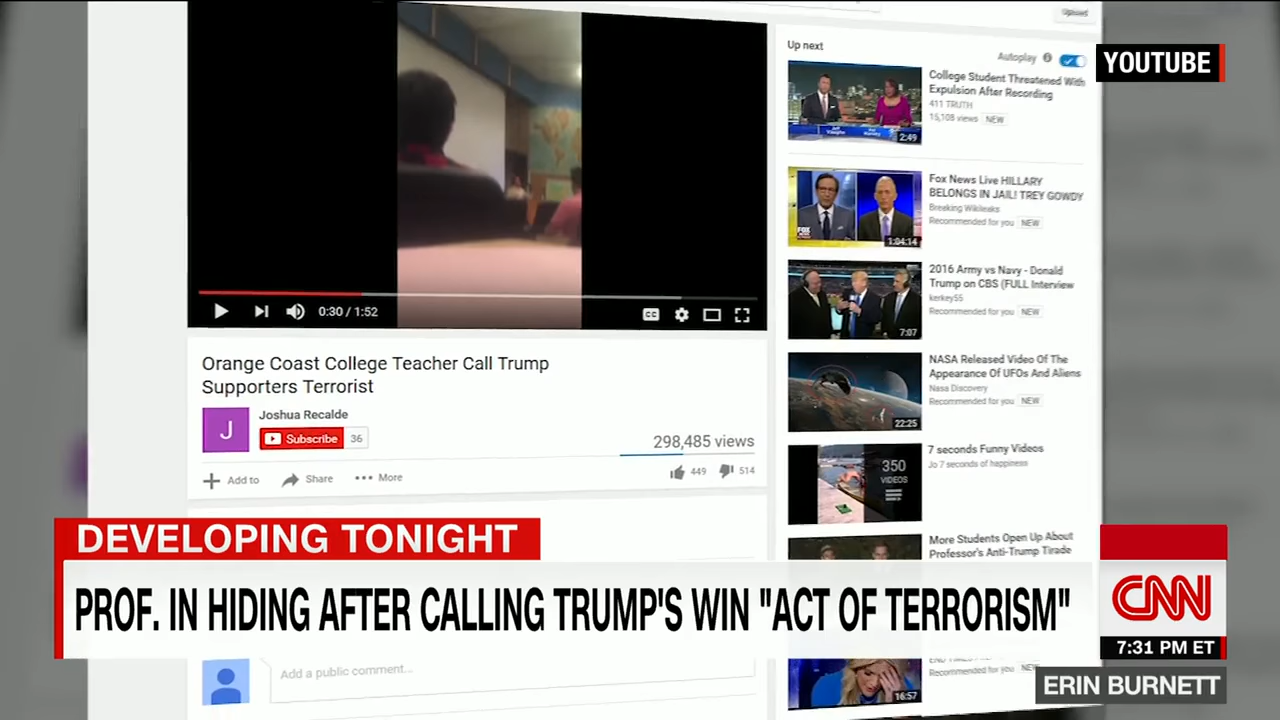 Upload
YOUTUBE
Up next
Autoplay
College Student Threatened With
Expulsion After Recording
411 TRUTH
15,108 views NEW
2:49
Fox News Live HILLARY
BELONGS IN JAIL! TREY GOWDY
Breaking Wikileaks
Recommended for you NEW
FOX
1:04:14
2016 Army vs Navy - Donald
Trump on CBS (FULL Interview
kerkey55
Recommended for you NEW
7:07
NASA Released Video Of The
Appearance Of UFOs And Aliens
Nasa Discovery
Recommended for you NEW
22:25
7 seconds Funny Videos
Jo 7 seconds of happiness
350
VIDEOS
More Students Open Up About
Professor's Anti-Trump Tirade
0:30 / 1:52
CC
Orange Coast College Teacher Call Trump
Supporters Terrorist
J
Joshua Recalde
Subscribe 36
298,485 views
Add to Share More
449 514
DEVELOPING TONIGHT
PROF. IN HIDING AFTER CALLING TRUMP'S WIN "ACT OF TERRORISM"
CNN
7:31 PM ET
Add a public comment...
Recommended for you NEW
16:57
ERIN BURNETT